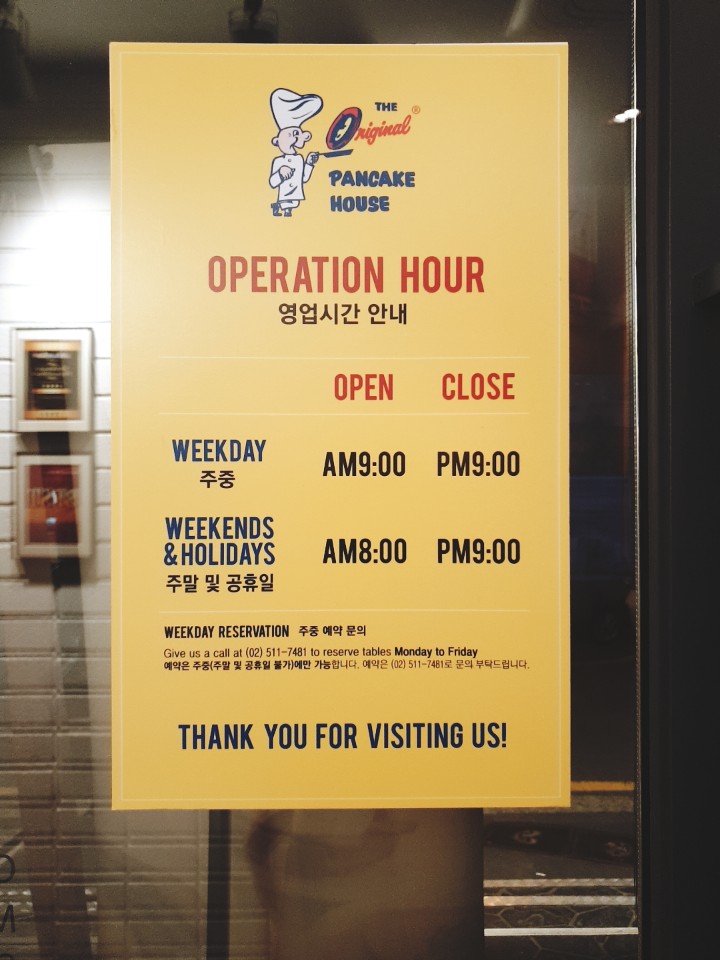 THE
Original®
PANCAKE
HOUSE
OPERATION HOUR
영업시간 안내
OPEN CLOSE
WEEKDAY AM9:00 PM9:00
주중
WEEKENDS
&HOLIDAYS AM8:00 PM9:00
주말 및 공휴일
WEEKDAY RESERVATION 주중 예약 문의
Give us a call at (02) 511-7481 to reserve tables Monday to Friday
예약은 주중(주말 및 공휴일 불가)에만 가능합니다. 예약은 (02) 511-7481로 문의 부탁드립니다.
THANK YOU FOR VISITING US!